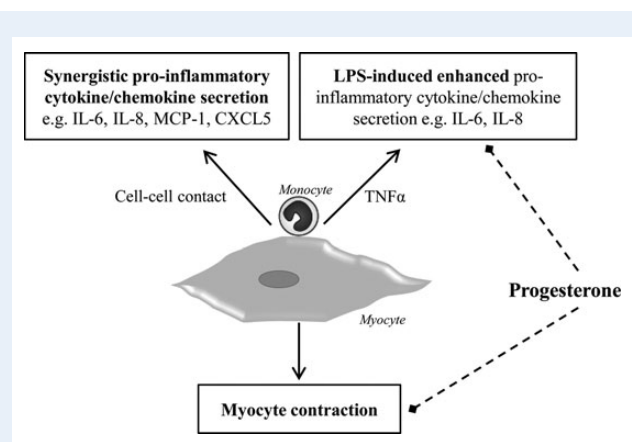 Synergistic pro-inflammatory
cytokine/chemokine secretion
e.g. IL-6, IL-8, MCP-1, CXCL5
LPS-induced enhanced pro-
inflammatory cytokine/chemokine
secretion e.g. IL-6, IL-8
Cell-cell contact
Monocyte
TNFα
Progesterone
Myocyte
Myocyte contraction